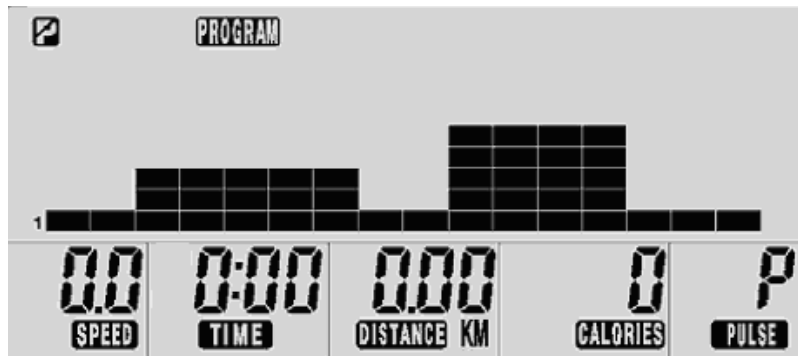 P PROGRAM
1
0.0 0:00 0.00 0 P
SPEED TIME DISTANCE KM CALORIES PULSE